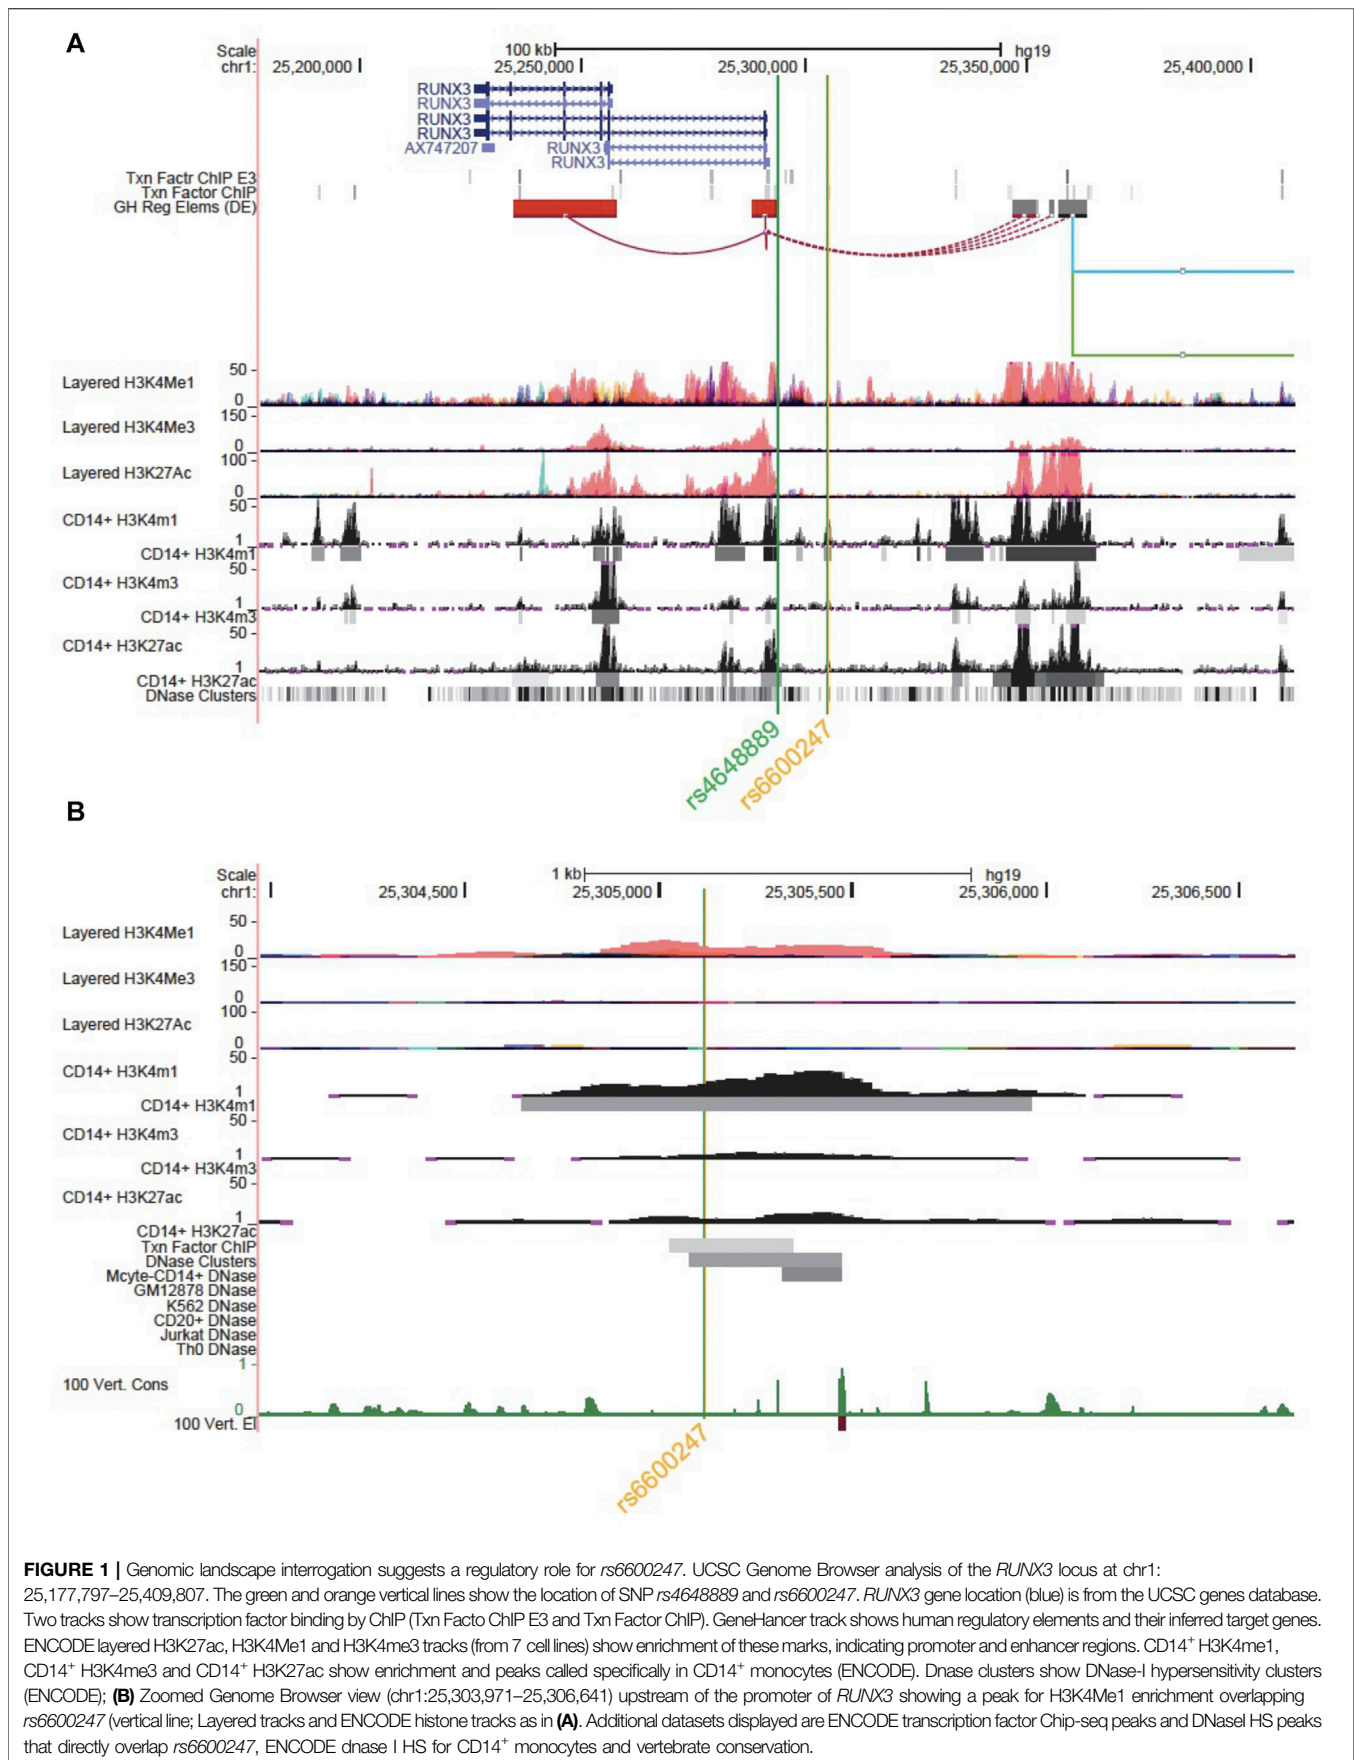 A
Scale 100 kb hg19
chr1: 25,200,000 25,250,000 25,300,000 25,350,000 25,400,000
RUNX3
RUNX3
RUNX3
RUNX3
AX747207 RUNX3
RUNX3
Txn Factr ChIP E3
Txn Factor ChIP
GH Reg Elems (DE)
50
Layered H3K4Me1
0
150
Layered H3K4Me3
0
100
Layered H3K27Ac
0
50
CD14+ H3K4m1
1
CD14+ H3K4m1
50
CD14+ H3K4m3
1
CD14+ H3K4m3
50
CD14+ H3K27ac
1
CD14+ H3K27ac
DNase Clusters
rs4648889
rs6600247
B
Scale 1 kb hg19
chr1: 25,304,500 25,305,000 25,305,500 25,306,000 25,306,500
50
Layered H3K4Me1
0
150
Layered H3K4Me3
0
100
Layered H3K27Ac
0
50
CD14+ H3K4m1
1
CD14+ H3K4m1
50
CD14+ H3K4m3
1
CD14+ H3K4m3
50
CD14+ H3K27ac
1
CD14+ H3K27ac
Txn Factor ChIP
DNase Clusters
Mcyte-CD14+ DNase
GM12878 DNase
K562 DNase
CD20+ DNase
Jurkat DNase
Th0 DNase
1
100 Vert. Cons
0
100 Vert. El
rs6600247
FIGURE 1 | Genomic landscape interrogation suggests a regulatory role for rs6600247. UCSC Genome Browser analysis of the RUNX3 locus at chr1:
25,177,797–25,409,807. The green and orange vertical lines show the location of SNP rs4648889 and rs6600247. RUNX3 gene location (blue) is from the UCSC genes database.
Two tracks show transcription factor binding by ChIP (Txn Facto ChIP E3 and Txn Factor ChIP). GeneHancer track shows human regulatory elements and their inferred target genes.
ENCODE layered H3K27ac, H3K4Me1 and H3K4me3 tracks (from 7 cell lines) show enrichment of these marks, indicating promoter and enhancer regions. CD14+ H3K4me1,
CD14+ H3K4me3 and CD14+ H3K27ac show enrichment and peaks called specifically in CD14+ monocytes (ENCODE). Dnase clusters show DNase-I hypersensitivity clusters
(ENCODE); (B) Zoomed Genome Browser view (chr1:25,303,971–25,306,641) upstream of the promoter of RUNX3 showing a peak for H3K4Me1 enrichment overlapping
rs6600247 (vertical line; Layered tracks and ENCODE histone tracks as in (A). Additional datasets displayed are ENCODE transcription factor Chip-seq peaks and DNaseI HS peaks
that directly overlap rs6600247, ENCODE dnase I HS for CD14+ monocytes and vertebrate conservation.